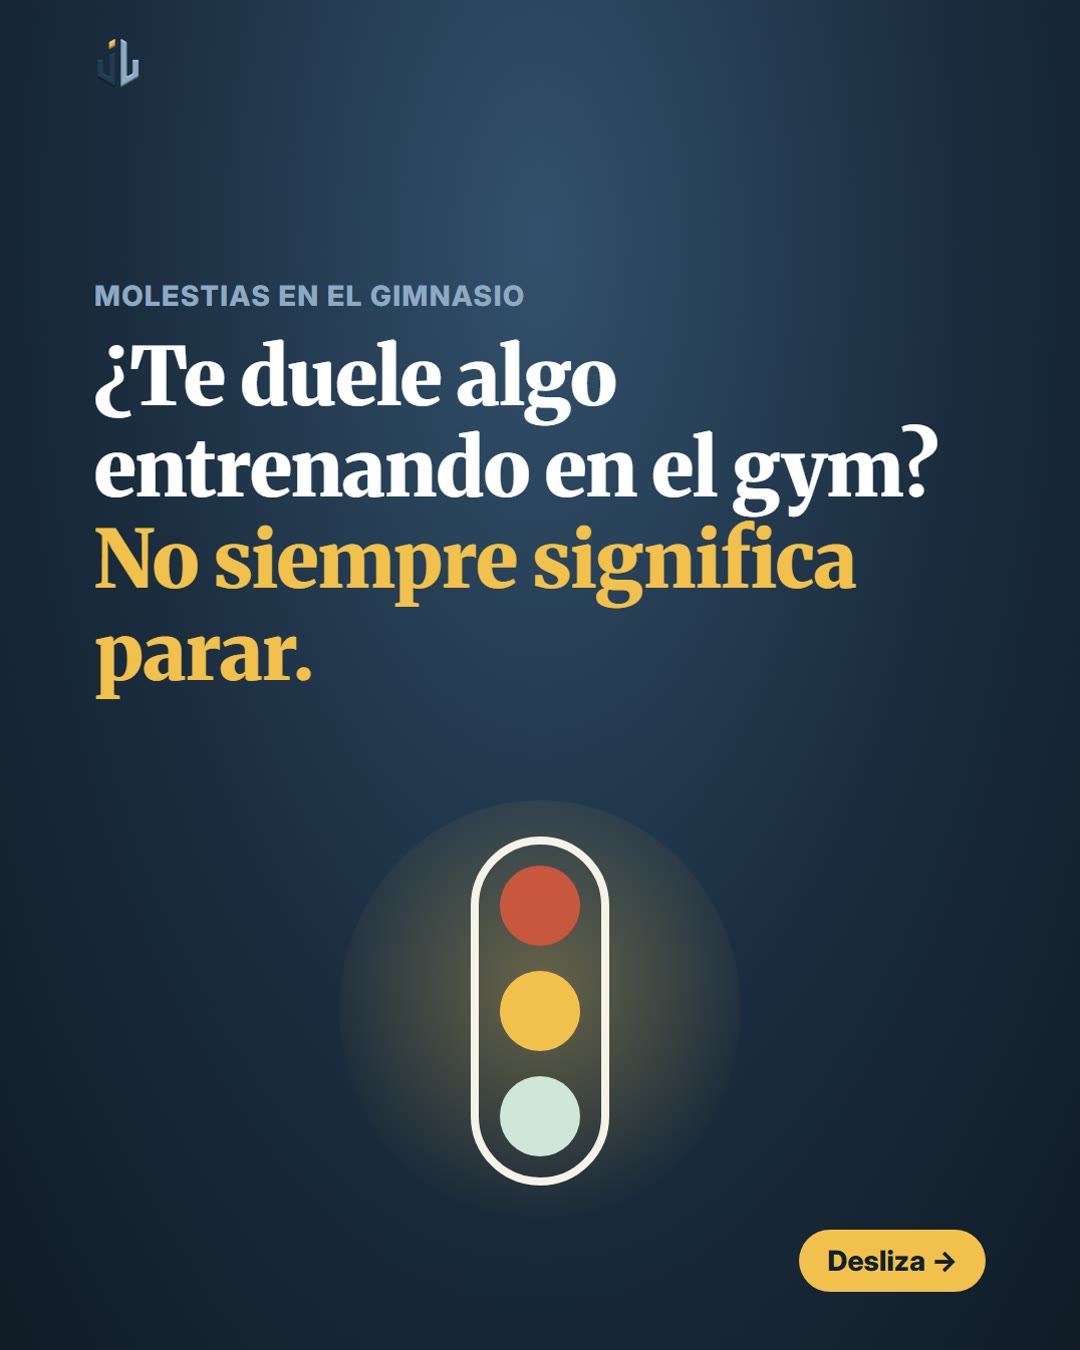 MOLESTIAS EN EL GIMNASIO
¿Te duele algo
entrenando en el gym?
No siempre significa
parar.
Desliza →